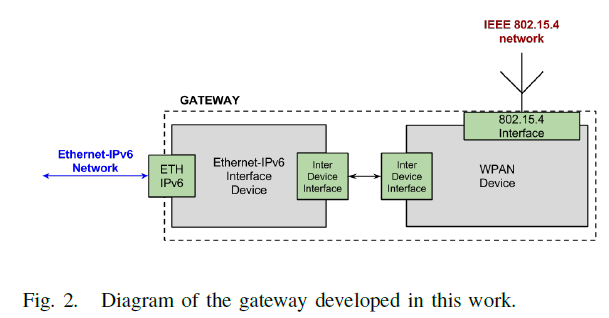 IEEE 802.15.4
network
GATEWAY
802.15.4
Interface
Ethernet-IPv6
Network
ETH
IPv6
Ethernet-IPv6
Interface
Device
Inter
Device
Interface
Inter
Device
Interface
WPAN
Device
Fig. 2. Diagram of the gateway developed in this work.